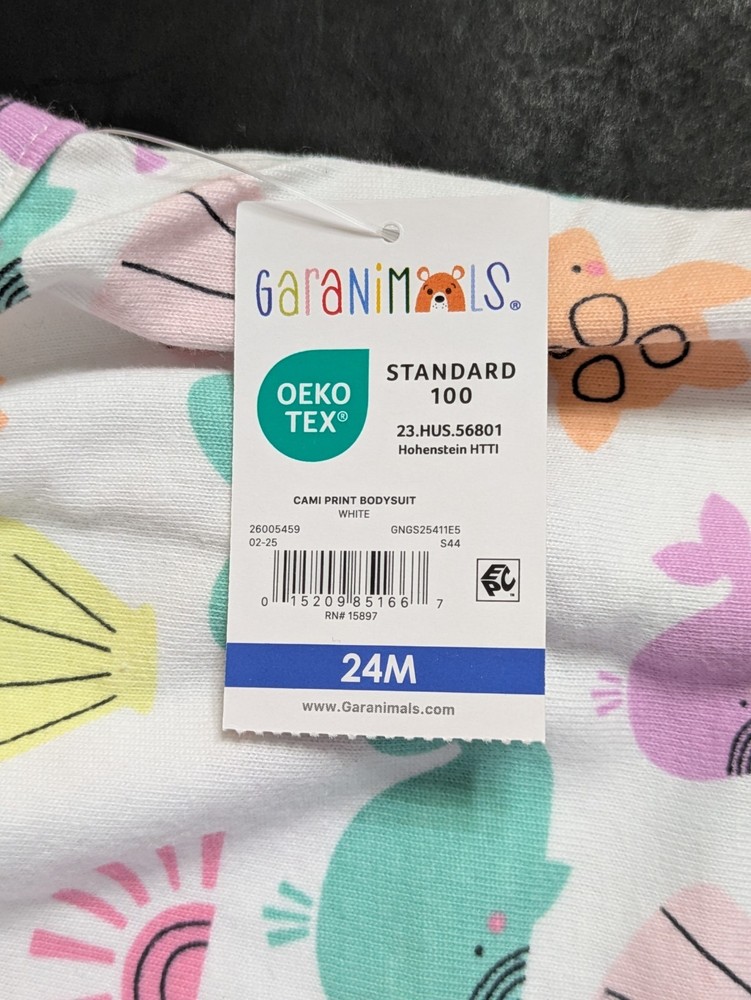 GaRaNiMALS®
OEKO
TEX®
STANDARD
100
23.HUS.56801
Hohenstein HTTI
CAMI PRINT BODYSUIT
WHITE
26005459 GNGS25411E5
02-25 S44
0 15209 85166 7
RN# 15897
EPC™
24M
www.Garanimals.com